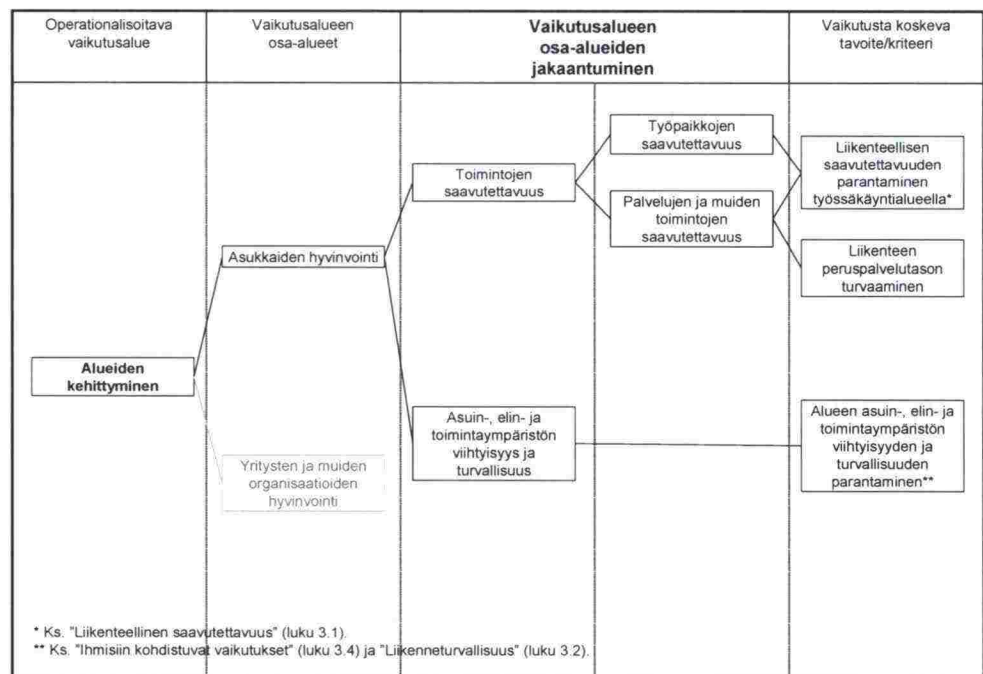 Operationalisoitava
vaikutusalue
Vaikutusalueen
osa-alueet
Vaikutusalueen
osa-alueiden
jakaantuminen
Vaikutusta koskeva
tavoite/kriteeri
Työpaikkojen
saavutettavuus
Liikenteellisen
saavutettavuuden
parantaminen
työssäkäyntialueella*
Toimintojen
saavutettavuus
Palvelujen ja muiden
toimintojen
saavutettavuus
Asukkaiden hyvinvointi
Liikenteen
peruspalvelutason
turvaaminen
Alueiden
kehittyminen
Asuin-, elin- ja
toimintaympäristön
viihtyisyys ja
turvallisuus
Alueen asuin-, elin- ja
toimintaympäristön
viihtyisyyden ja
turvallisuuden
parantaminen**
Yritysten ja muiden
organisaatioiden
hyvinvointi
* Ks. "Liikenteellinen saavutettavuus" (luku 3.1).
** Ks. "Ihmisiin kohdistuvat vaikutukset" (luku 3.4) ja "Liikenneturvallisuus" (luku 3.2).